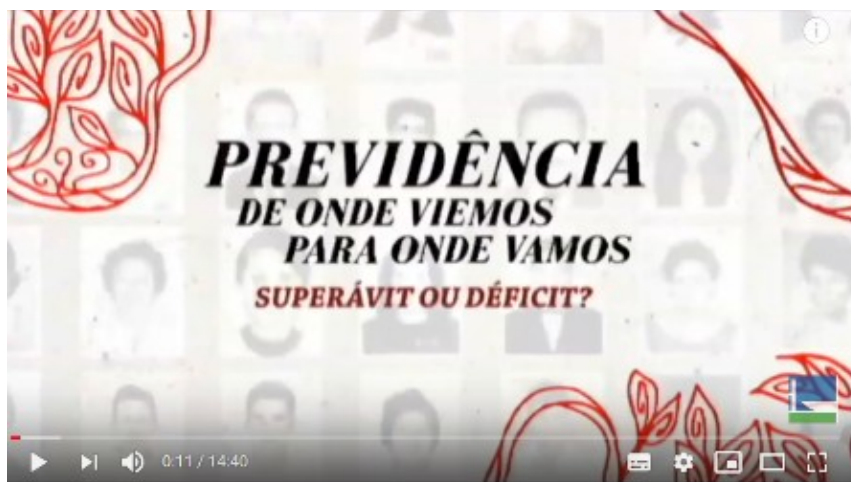 PREVIDÊNCIA
DE ONDE VIEMOS
PARA ONDE VAMOS
SUPERÁVIT OU DÉFICIT?
0:11 / 14:40